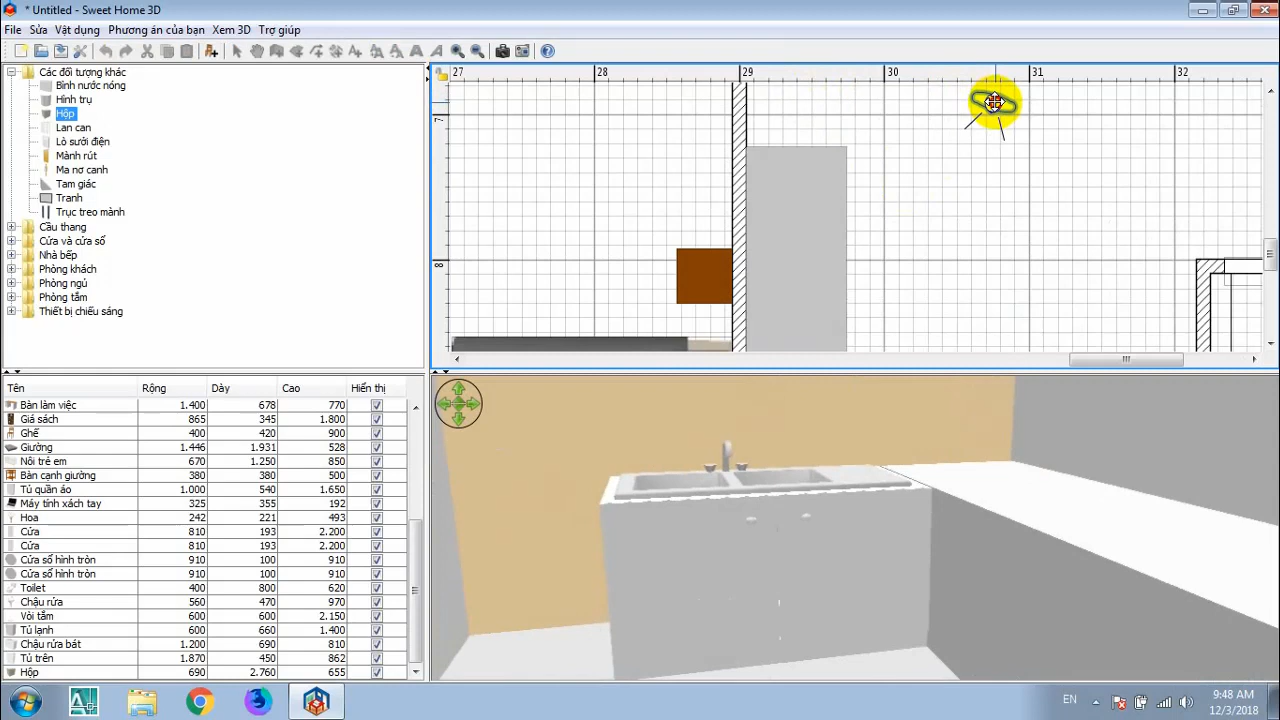 * Untitled - Sweet Home 3D
File Sửa Vật dụng Phương án của bạn Xem 3D Trợ giúp
Các đối tượng khác
Bình nước nóng
Hình trụ
Hộp
Lan can
Lò sưởi điện
Mành rút
Ma nơ canh
Tam giác
Tranh
Trục treo mành
Cầu thang
Cửa và cửa sổ
Nhà bếp
Phòng khách
Phòng ngủ
Phòng tắm
Thiết bị chiếu sáng
27 28 29 30 31 32
7
8
Tên Rộng Dày Cao Hiển thị
Bàn làm việc 1.400 678 770
Giá sách 865 345 1.800
Ghế 400 420 900
Giường 1.446 1.931 528
Nôi trẻ em 670 1.250 850
Bàn cạnh giường 380 380 500
Tủ quần áo 1.000 540 1.650
Máy tính xách tay 325 355 192
Hoa 242 221 493
Cửa 810 193 2.200
Cửa 810 193 2.200
Cửa sổ hình tròn 910 100 910
Cửa sổ hình tròn 910 100 910
Toilet 400 800 620
Chậu rửa 560 470 970
Vòi tắm 600 600 2.150
Tủ lạnh 600 660 1.400
Chậu rửa bát 1.200 690 810
Tủ trên 1.870 450 862
Hộp 690 2.760 655
EN
9:48 AM
12/3/2018